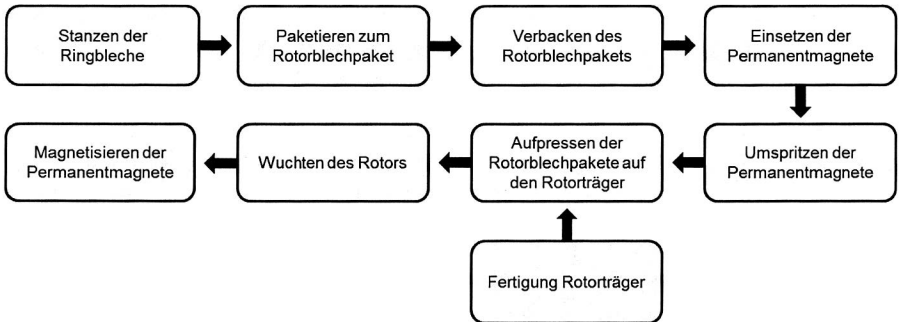 Stanzen der
Ringbleche
Paketieren zum
Rotorblechpaket
Verbacken des
Rotorblechpakets
Einsetzen der
Permanentmagnete
Umspritzen der
Permanentmagnete
Aufpressen der
Rotorblechpakete auf
den Rotorträger
Wuchten des Rotors
Magnetisieren der
Permanentmagnete
Fertigung Rotorträger